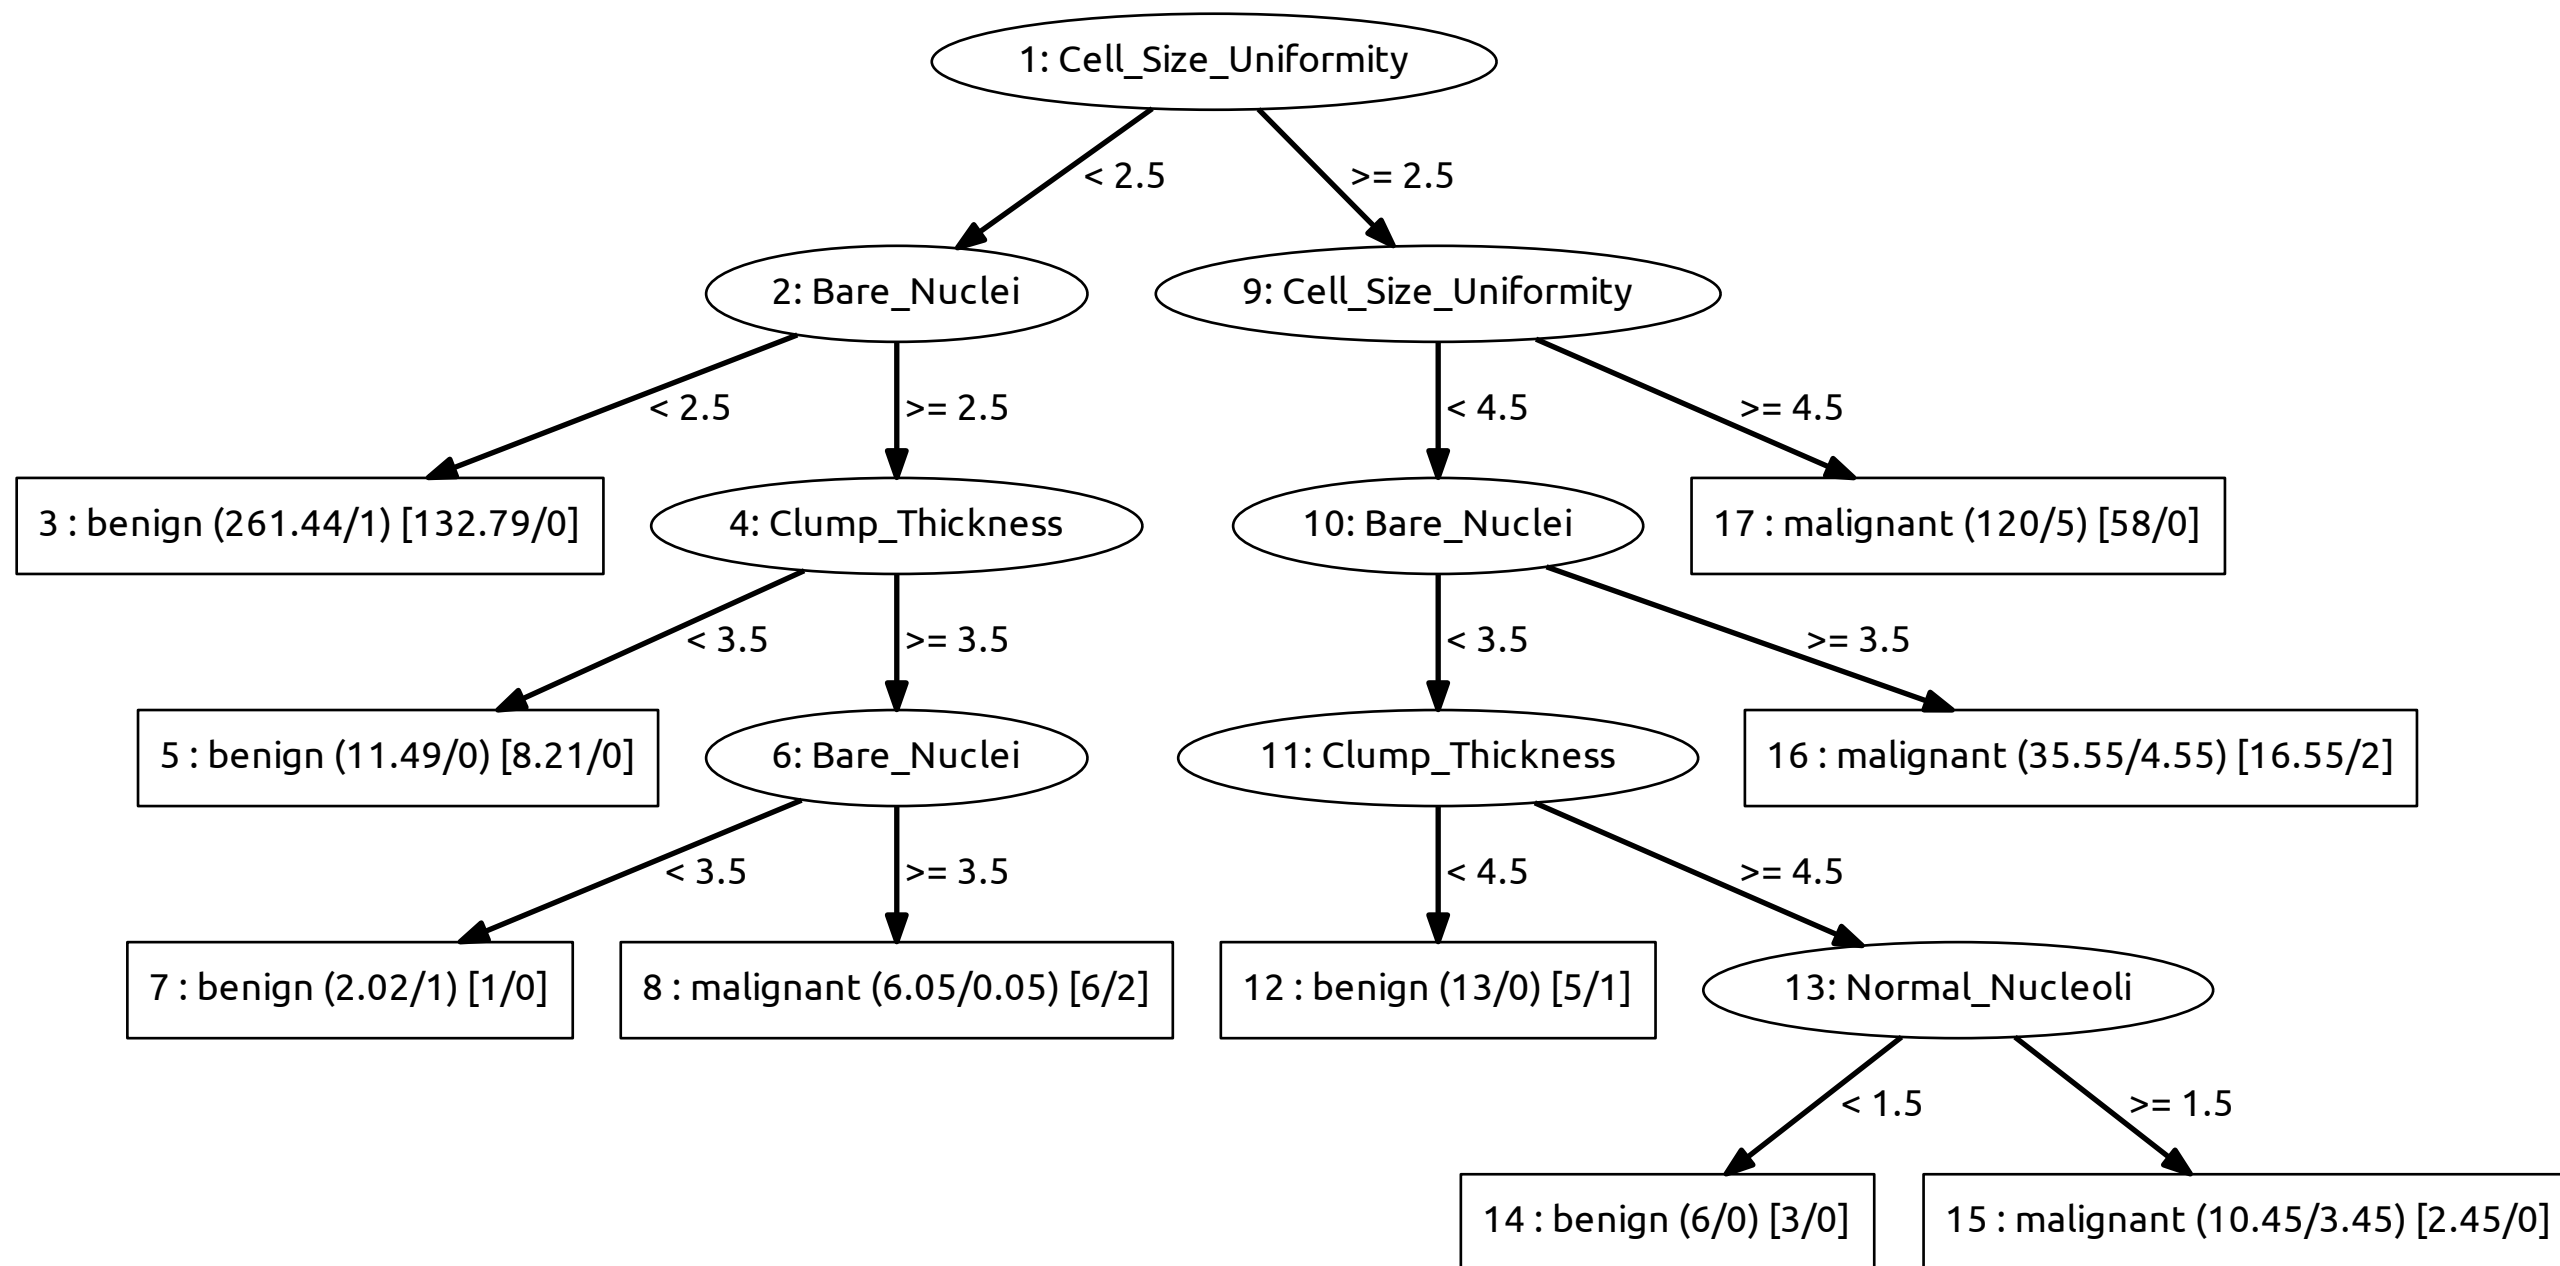 1: Cell_Size_Uniformity
< 2.5
>= 2.5
2: Bare_Nuclei
9: Cell_Size_Uniformity
< 2.5
>= 2.5
< 4.5
>= 4.5
3 : benign (261.44/1) [132.79/0]
4: Clump_Thickness
10: Bare_Nuclei
17 : malignant (120/5) [58/0]
< 3.5
>= 3.5
< 3.5
>= 3.5
5 : benign (11.49/0) [8.21/0]
6: Bare_Nuclei
11: Clump_Thickness
16 : malignant (35.55/4.55) [16.55/2]
< 3.5
>= 3.5
< 4.5
>= 4.5
7 : benign (2.02/1) [1/0]
8 : malignant (6.05/0.05) [6/2]
12 : benign (13/0) [5/1]
13: Normal_Nucleoli
< 1.5
>= 1.5
14 : benign (6/0) [3/0]
15 : malignant (10.45/3.45) [2.45/0]